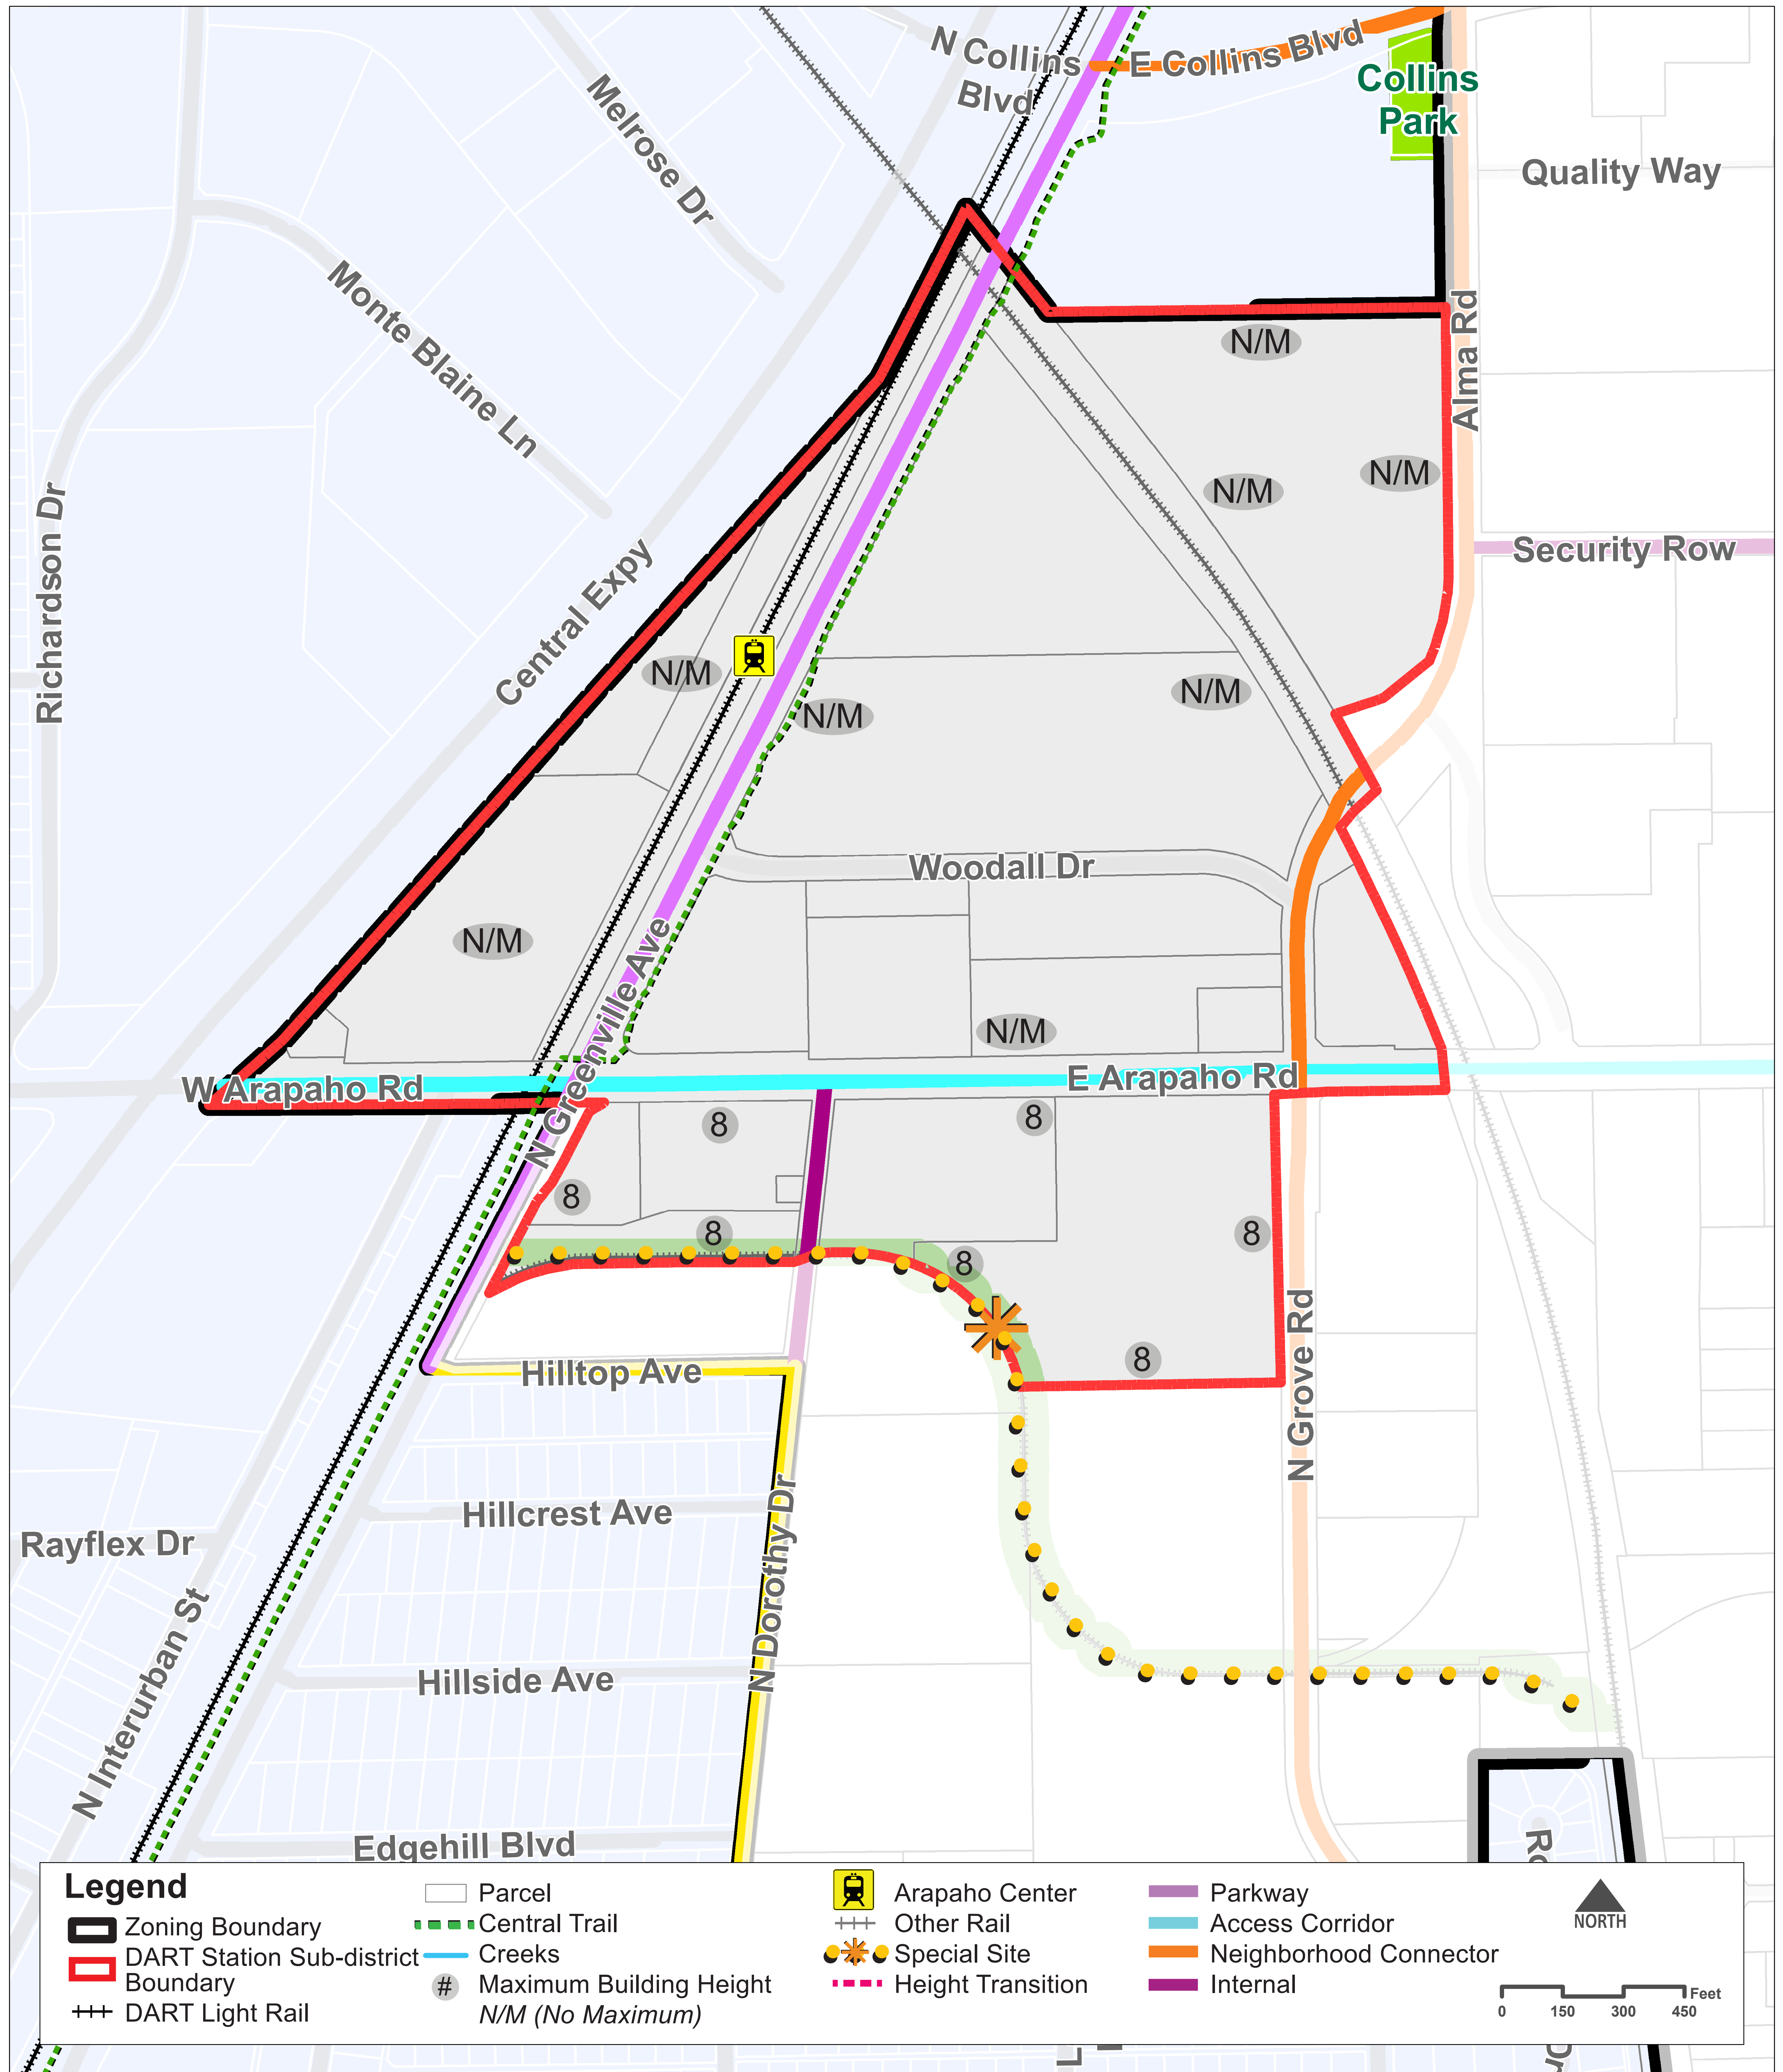 N Collins
Blvd
E Collins Blvd
Collins
Park
Melrose Dr
Quality Way
Monte Blaine Ln
N/M
Alma Rd
N/M
N/M
Richardson Dr
Security Row
Central Expy
N/M
N/M
N/M
Woodall Dr
N/M
N Greenville Ave
N/M
W Arapaho Rd
E Arapaho Rd
8
8
8
8
8
8
8
Hilltop Ave
N Grove Rd
Hillcrest Ave
Rayflex Dr
N Dorothy Dr
Hillside Ave
N Interurban St
Edgehill Blvd
Legend
Zoning Boundary
DART Station Sub-district
Boundary
DART Light Rail
Parcel
Central Trail
Creeks
# Maximum Building Height
N/M (No Maximum)
Arapaho Center
Other Rail
Special Site
Height Transition
Parkway
Access Corridor
Neighborhood Connector
Internal
NORTH
0 150 300 450 Feet